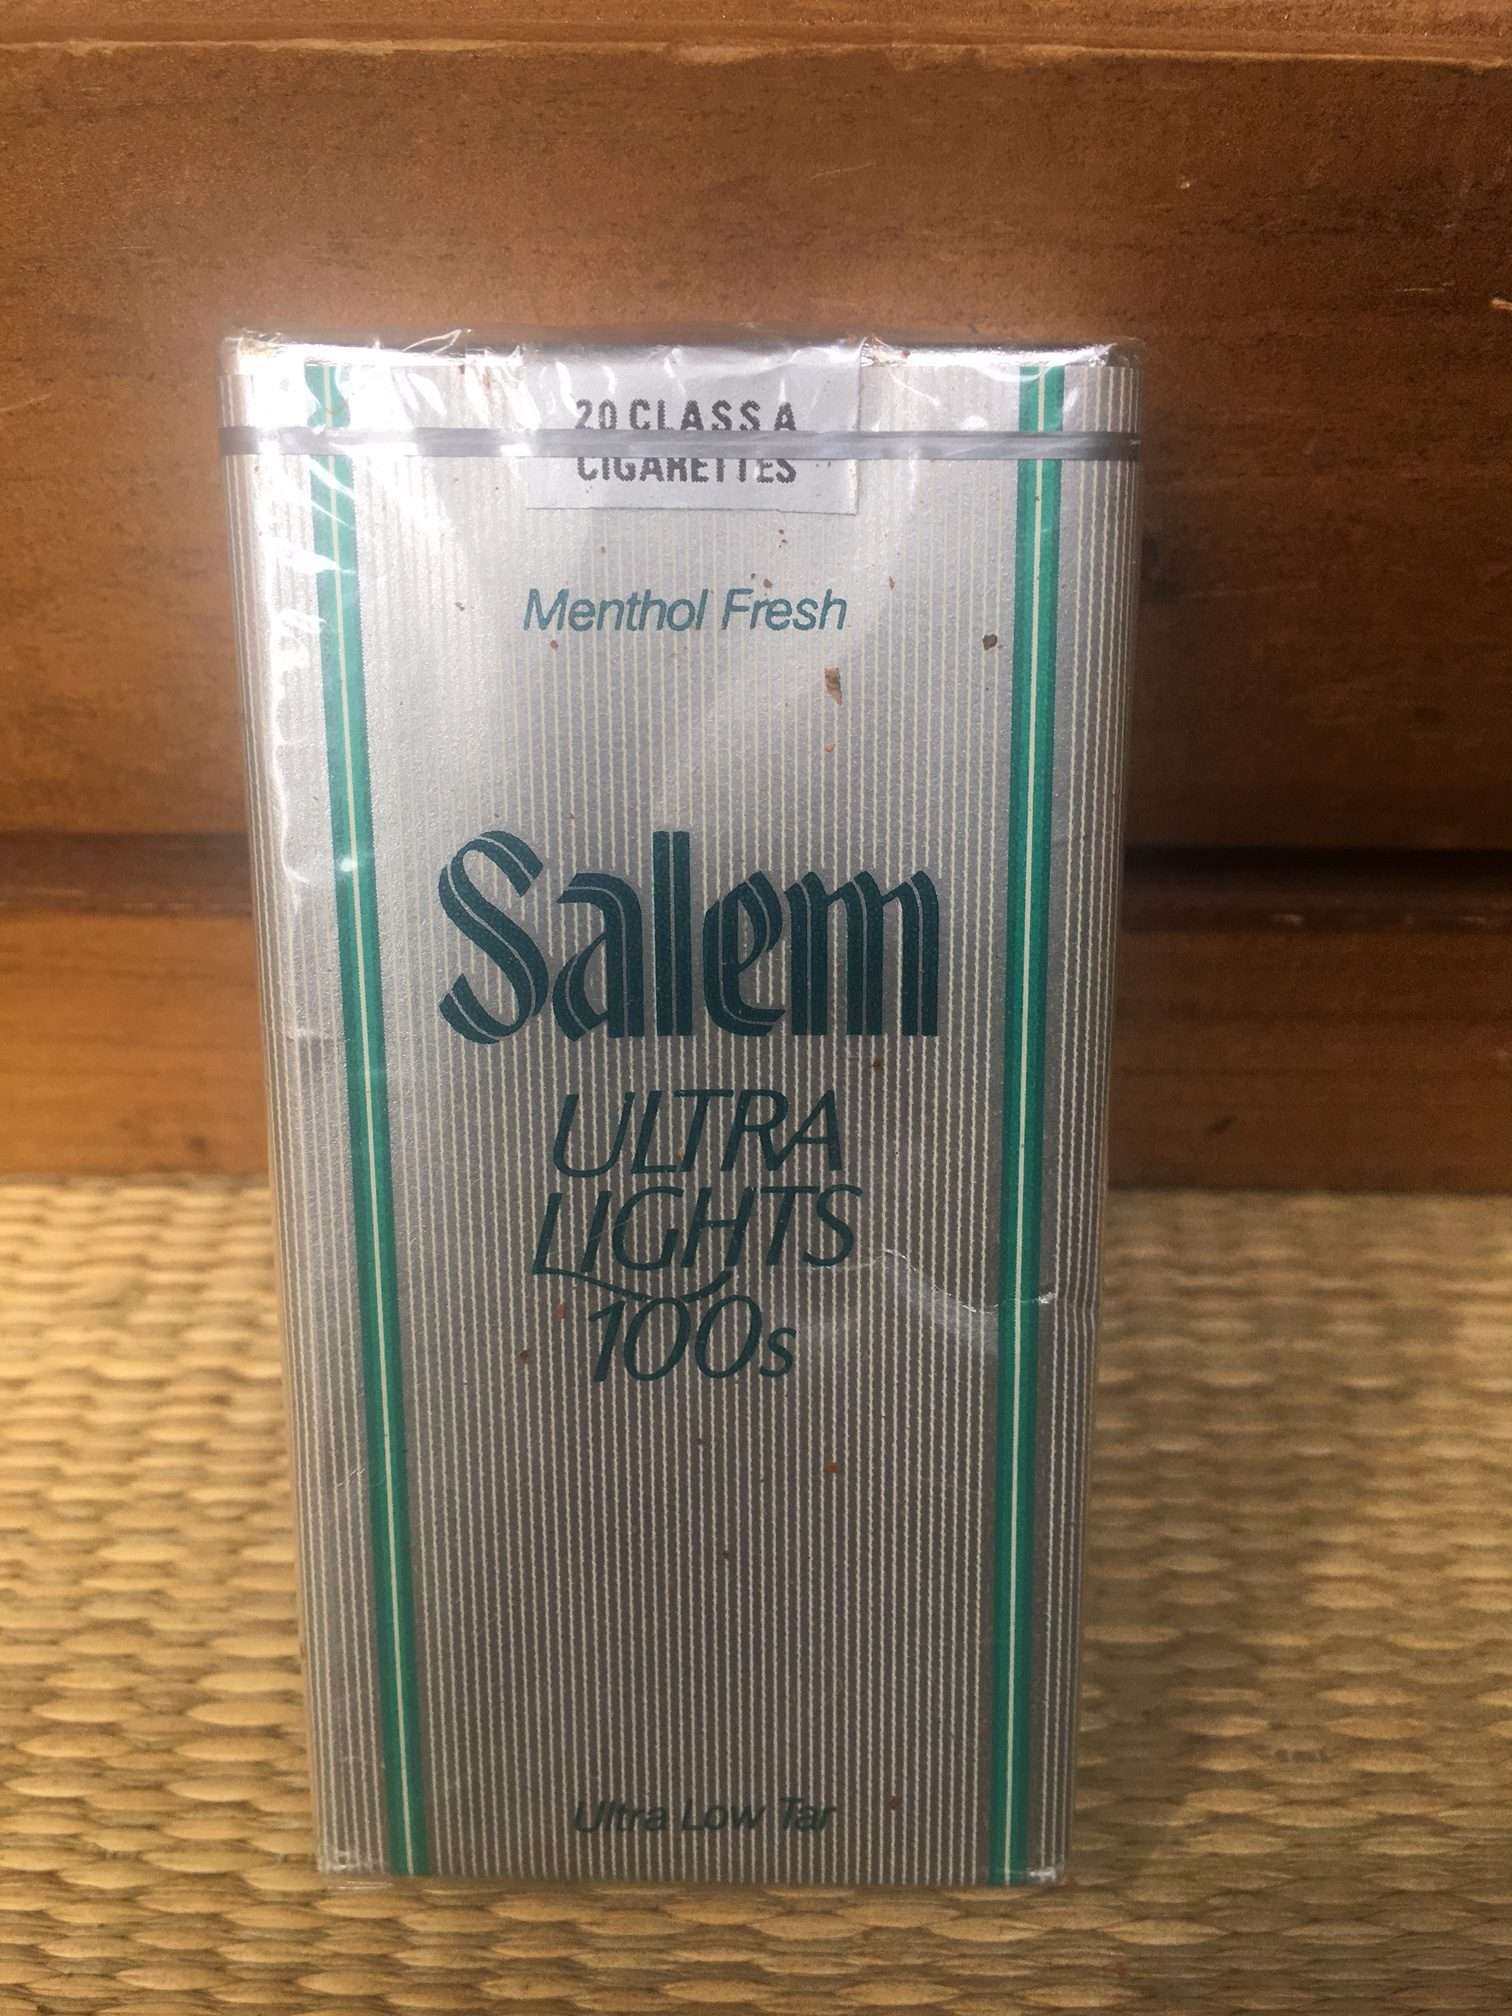 20 CLASS A
CIGARETTES
Menthol Fresh
Salem
ULTRA
LIGHTS
100s
Ultra Low Tar